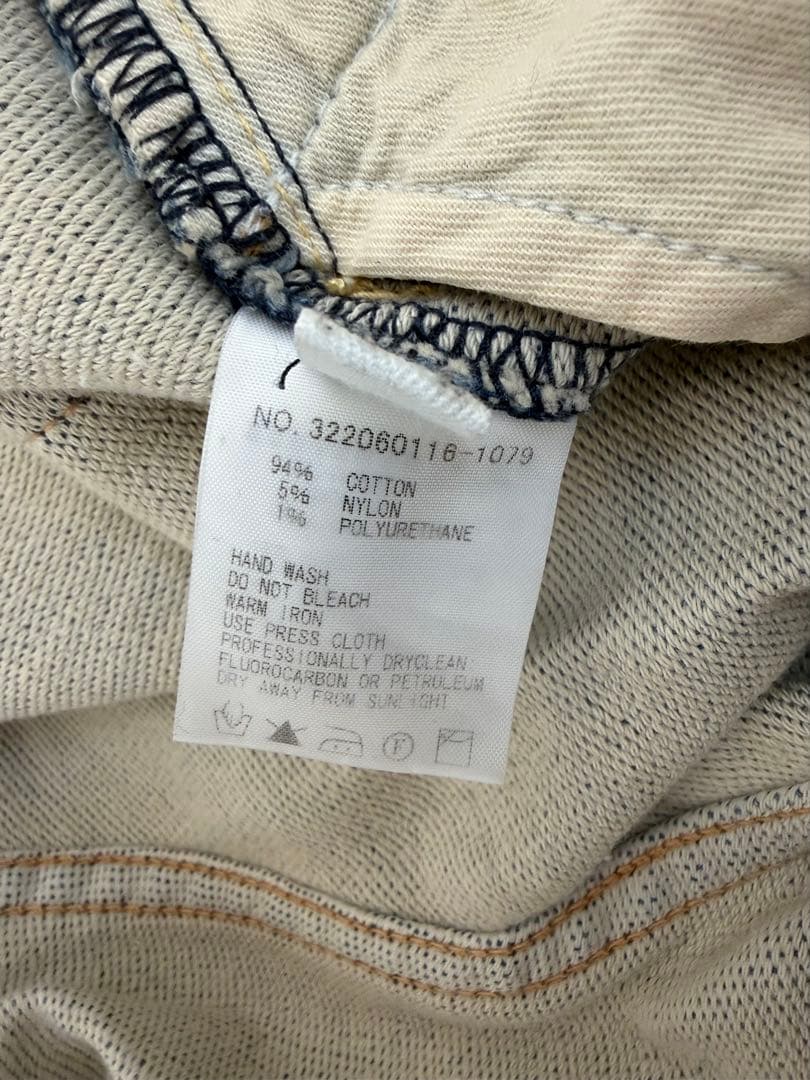 NO. 322060116-1079
94% COTTON
5% NYLON
1% POLYURETHANE
HAND WASH
DO NOT BLEACH
WARM IRON
USE PRESS CLOTH
PROFESSIONALLY DRYCLEAN
FLUOROCARBON OR PETRULEUM
DRY AWAY FROM SUNLIGHT
F